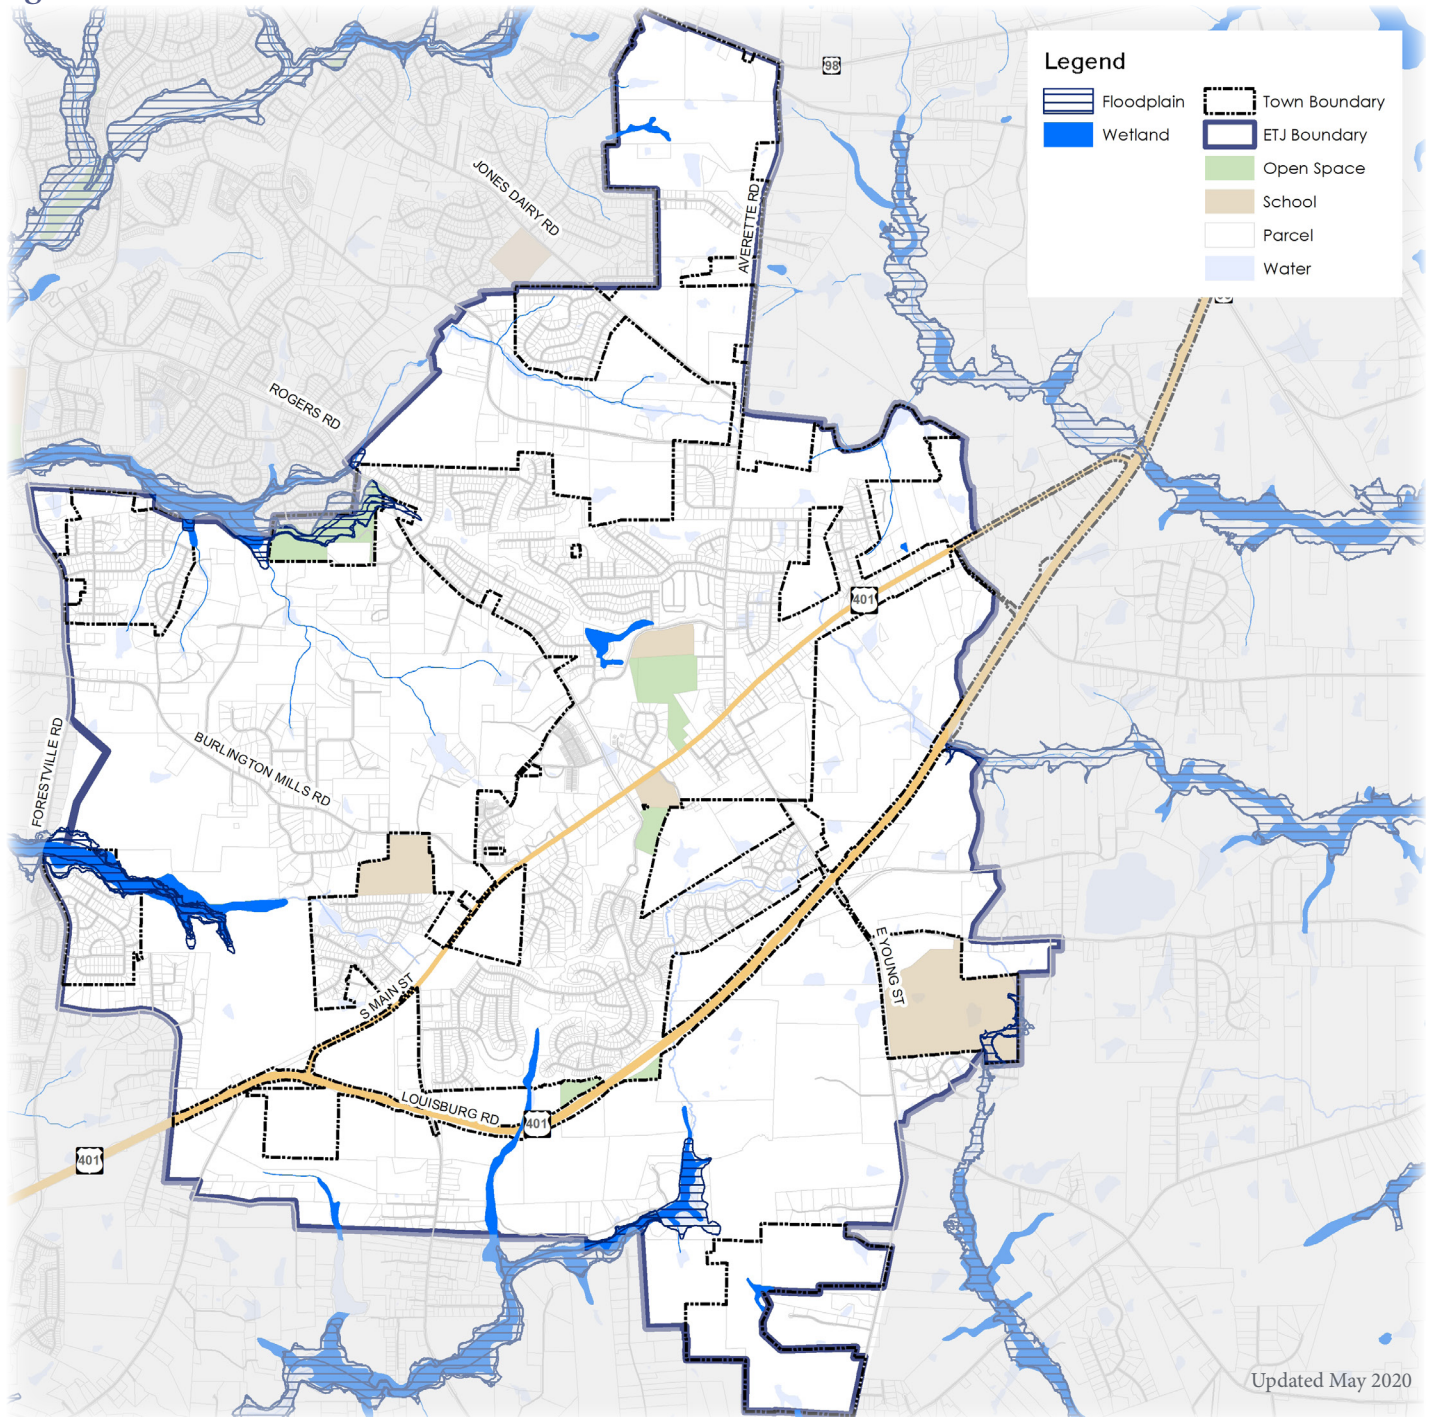 g
98
Legend
Floodplain
Wetland
Town Boundary
ETJ Boundary
Open Space
School
Parcel
Water
JONES DAIRY RD
AVERETTE RD
ROGERS RD
401
FORESTVILLE RD
BURLINGTON MILLS RD
E YOUNG ST
S MAIN ST
LOUISBURG RD
401
401
Updated May 2020